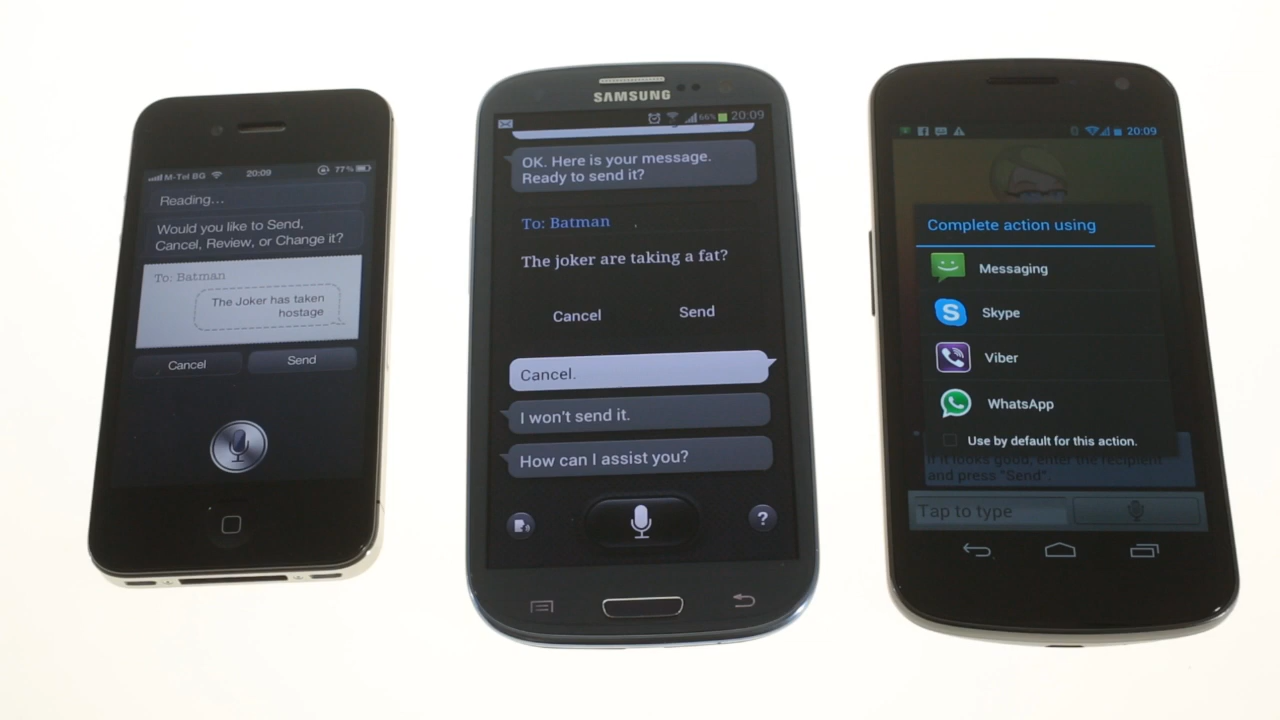 M-Tel BG
20:09
77%
Reading...
Would you like to Send,
Cancel, Review, or Change it?
To: Batman
The Joker has taken
hostage
Cancel
Send
SAMSUNG
66%
20:09
OK. Here is your message.
Ready to send it?
To: Batman
The joker are taking a fat?
Cancel
Send
Cancel.
I won't send it.
How can I assist you?
?
20:09
Complete action using
Messaging
Skype
Viber
WhatsApp
Use by default for this action.
If it looks good, enter the recipient
and press "Send".
Tap to type